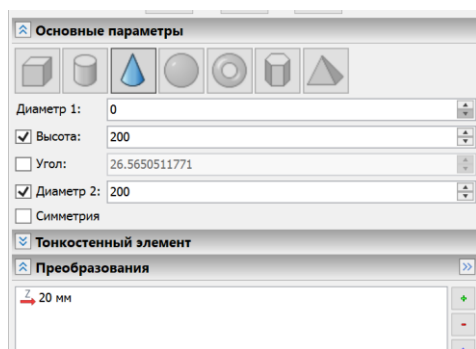 Основные параметры
Диаметр 1: 0
Высота: 200
Угол: 26.5650511771
Диаметр 2: 200
Симметрия
Тонкостенный элемент
Преобразования
Z 20 мм